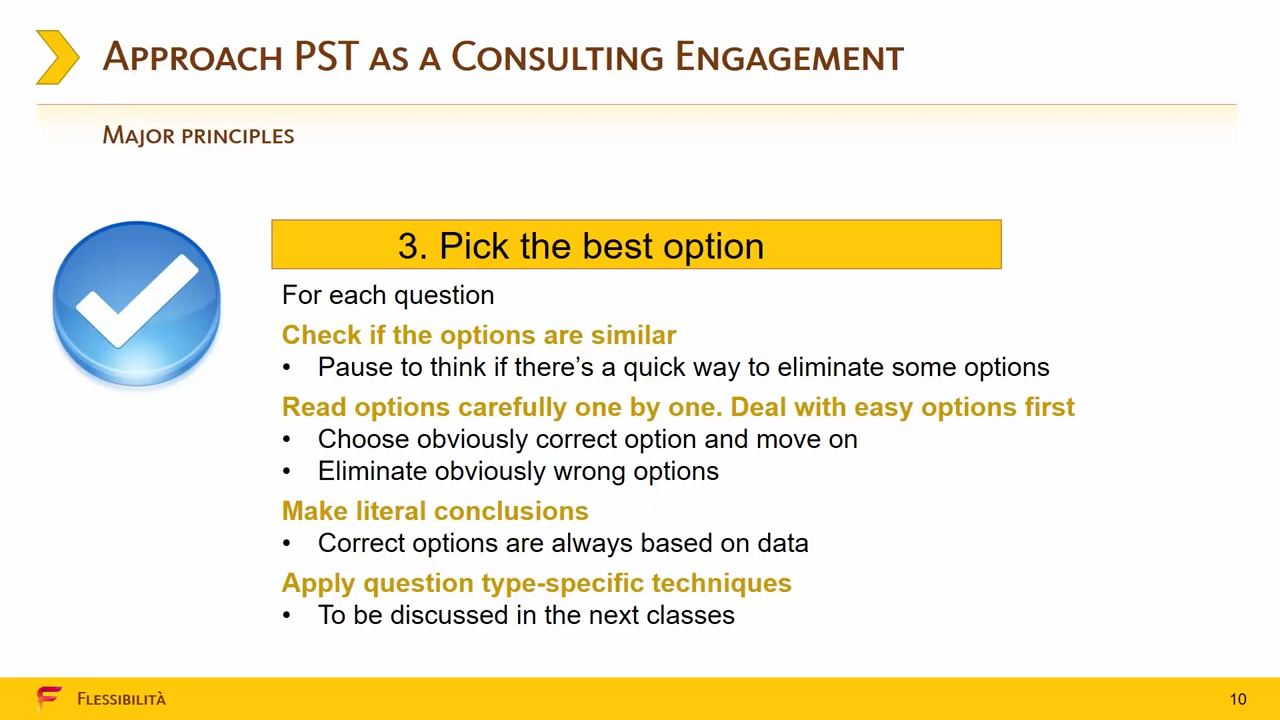 Approach PST as a Consulting Engagement
Major principles
3. Pick the best option
For each question
Check if the options are similar
• Pause to think if there's a quick way to eliminate some options
Read options carefully one by one. Deal with easy options first
• Choose obviously correct option and move on
• Eliminate obviously wrong options
Make literal conclusions
• Correct options are always based on data
Apply question type-specific techniques
• To be discussed in the next classes
Flessibilità
10